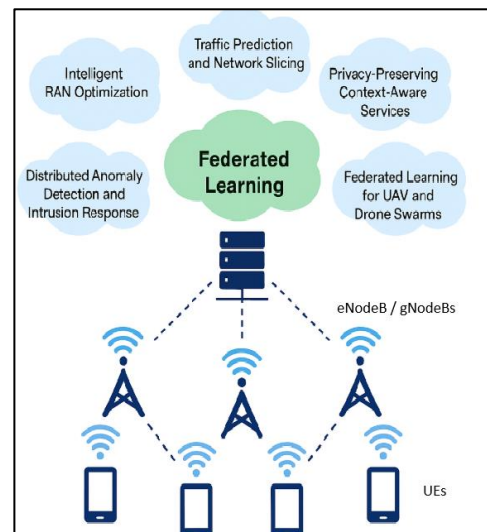 Traffic Prediction
and Network Slicing
Intelligent
RAN Optimization
Privacy-Preserving
Context-Aware
Services
Federated
Learning
Distributed Anomaly
Detection and
Intrusion Response
Federated Learning
for UAV and
Drone Swarms
eNodeB / gNodeBs
UEs